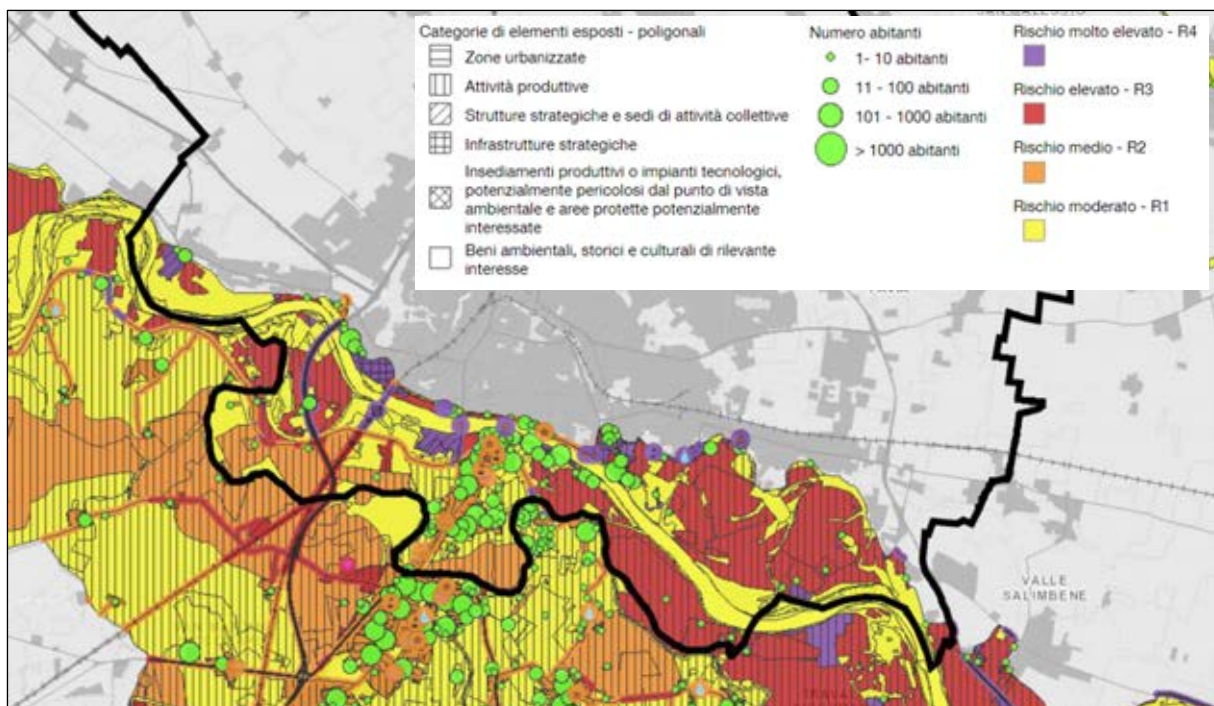 Categorie di elementi esposti - poligonali
Zone urbanizzate
Attività produttive
Strutture strategiche e sedi di attività collettive
Infrastrutture strategiche
Insediamenti produttivi o impianti tecnologici,
potenzialmente pericolosi dal punto di vista
ambientale e aree protette potenzialmente
interessate
Beni ambientali, storici e culturali di rilevante
interesse
Numero abitanti
1- 10 abitanti
11 - 100 abitanti
101 - 1000 abitanti
> 1000 abitanti
Rischio molto elevato - R4
Rischio elevato - R3
Rischio medio - R2
Rischio moderato - R1
VALLE
SALIMBENE